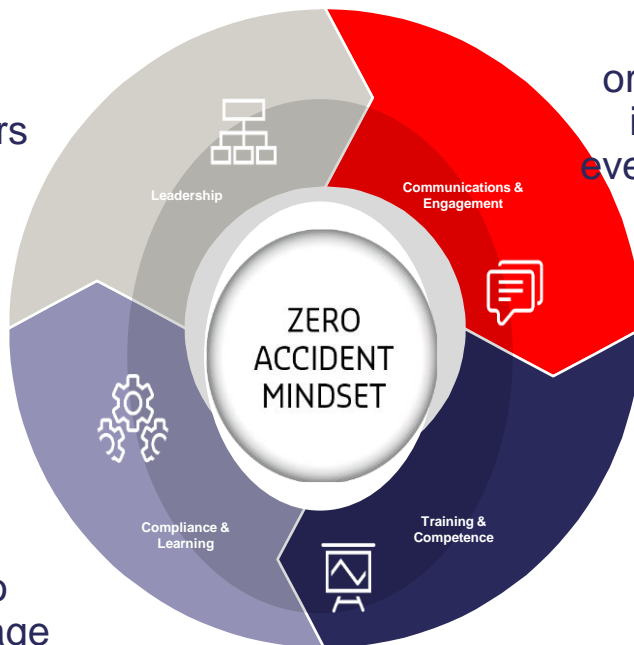 Leadership
Communications &
Engagement
ZERO
ACCIDENT
MINDSET
Compliance &
Learning
Training &
Competence